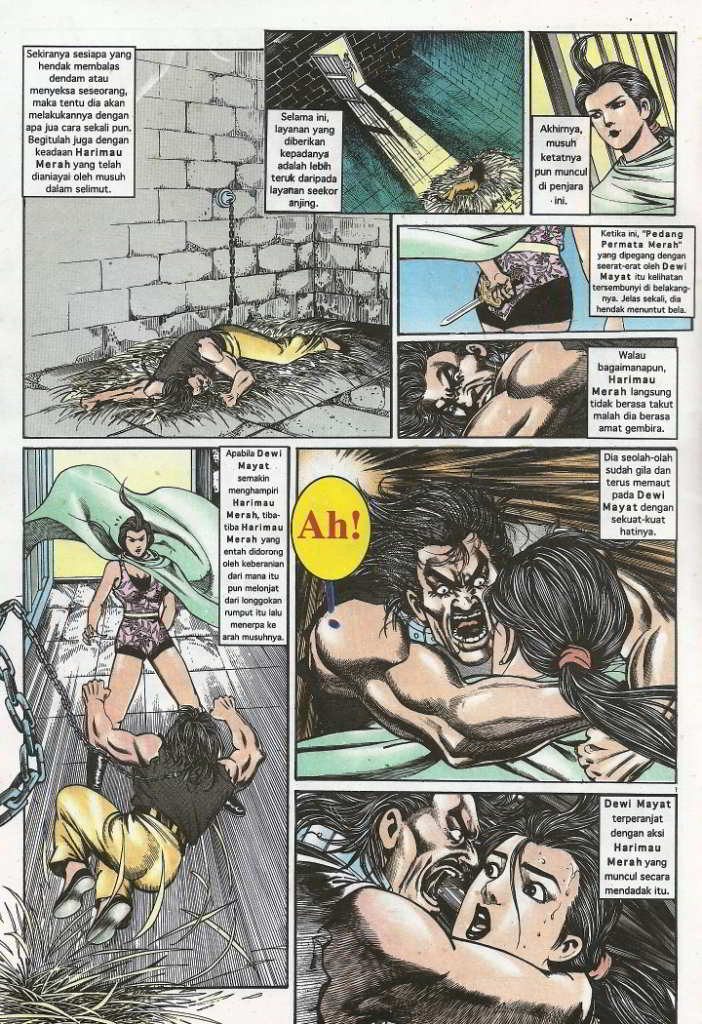 Sekiranya sesiapa yang
hendak membalas
dendam atau
menyeksa seseorang,
maka tentu dia akan
melakukannya dengan
apa jua cara sekali pun.
Begitulah juga dengan
keadaan Harimau
Merah yang telah
dianiayai oleh musuh
dalam selimut.
Selama ini,
layanan yang
diberikan
kepadanya
adalah lebih
teruk daripada
layanan seekor
anjing.
Akhirnya,
musuh
ketatnya
pun muncul
di penjara
ini.
Ketika ini, "Pedang
Permata Merah"
yang dipegang dengan
seerat-erat oleh Dewi
Mayat itu kelihatan
tersembunyi di belakang-
nya. Jelas sekali, dia
hendak menuntut bela.
Walau
bagaimanapun,
Harimau
Merah langsung
tidak berasa takut
malah dia berasa
amat gembira.
Apabila Dewi
Mayat
semakin
menghampiri
Harimau
Merah, tiba-
tiba Harimau
Merah yang
entah didorong
oleh keberanian
dari mana itu
pun melonjat
dari longgokan
rumput itu lalu
menerpa ke
arah musuhnya.
Dia seolah-olah
sudah gila dan
terus memaut
pada Dewi
Mayat dengan
sekuat-kuat
hatinya.
Ah!
Dewi Mayat
terperanjat
dengan aksi
Harimau
Merah yang
muncul secara
mendadak itu.